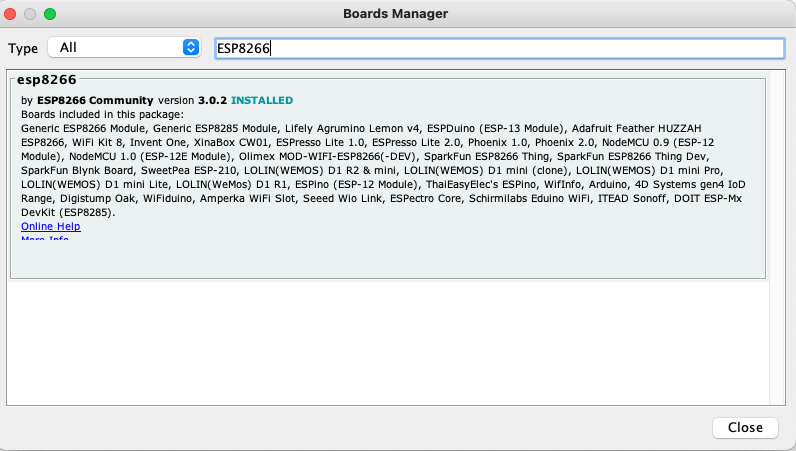 Boards Manager
Type All ESP8266
esp8266
by ESP8266 Community version 3.0.2 INSTALLED
Boards included in this package:
Generic ESP8266 Module, Generic ESP8285 Module, Lifely Agrumino Lemon v4, ESPDuino (ESP-13 Module), Adafruit Feather HUZZAH
ESP8266, WiFi Kit 8, Invent One, XinaBox CW01, ESPresso Lite 1.0, ESPresso Lite 2.0, Phoenix 1.0, Phoenix 2.0, NodeMCU 0.9 (ESP-12
Module), NodeMCU 1.0 (ESP-12E Module), Olimex MOD-WIFI-ESP8266(-DEV), SparkFun ESP8266 Thing, SparkFun ESP8266 Thing Dev,
SparkFun Blynk Board, SweetPea ESP-210, LOLIN(WEMOS) D1 R2 & mini, LOLIN(WEMOS) D1 mini (clone), LOLIN(WEMOS) D1 mini Pro,
LOLIN(WEMOS) D1 mini Lite, LOLIN(WeMos) D1 R1, ESPino (ESP-12 Module), ThaiEasyElec's ESPino, WifInfo, Arduino, 4D Systems gen4 IoD
Range, Digistump Oak, WiFiduino, Amperka WiFi Slot, Seeed Wio Link, ESPectro Core, Schirmilabs Eduino WiFi, ITEAD Sonoff, DOIT ESP-Mx
DevKit (ESP8285).
Online Help
More Info
Close